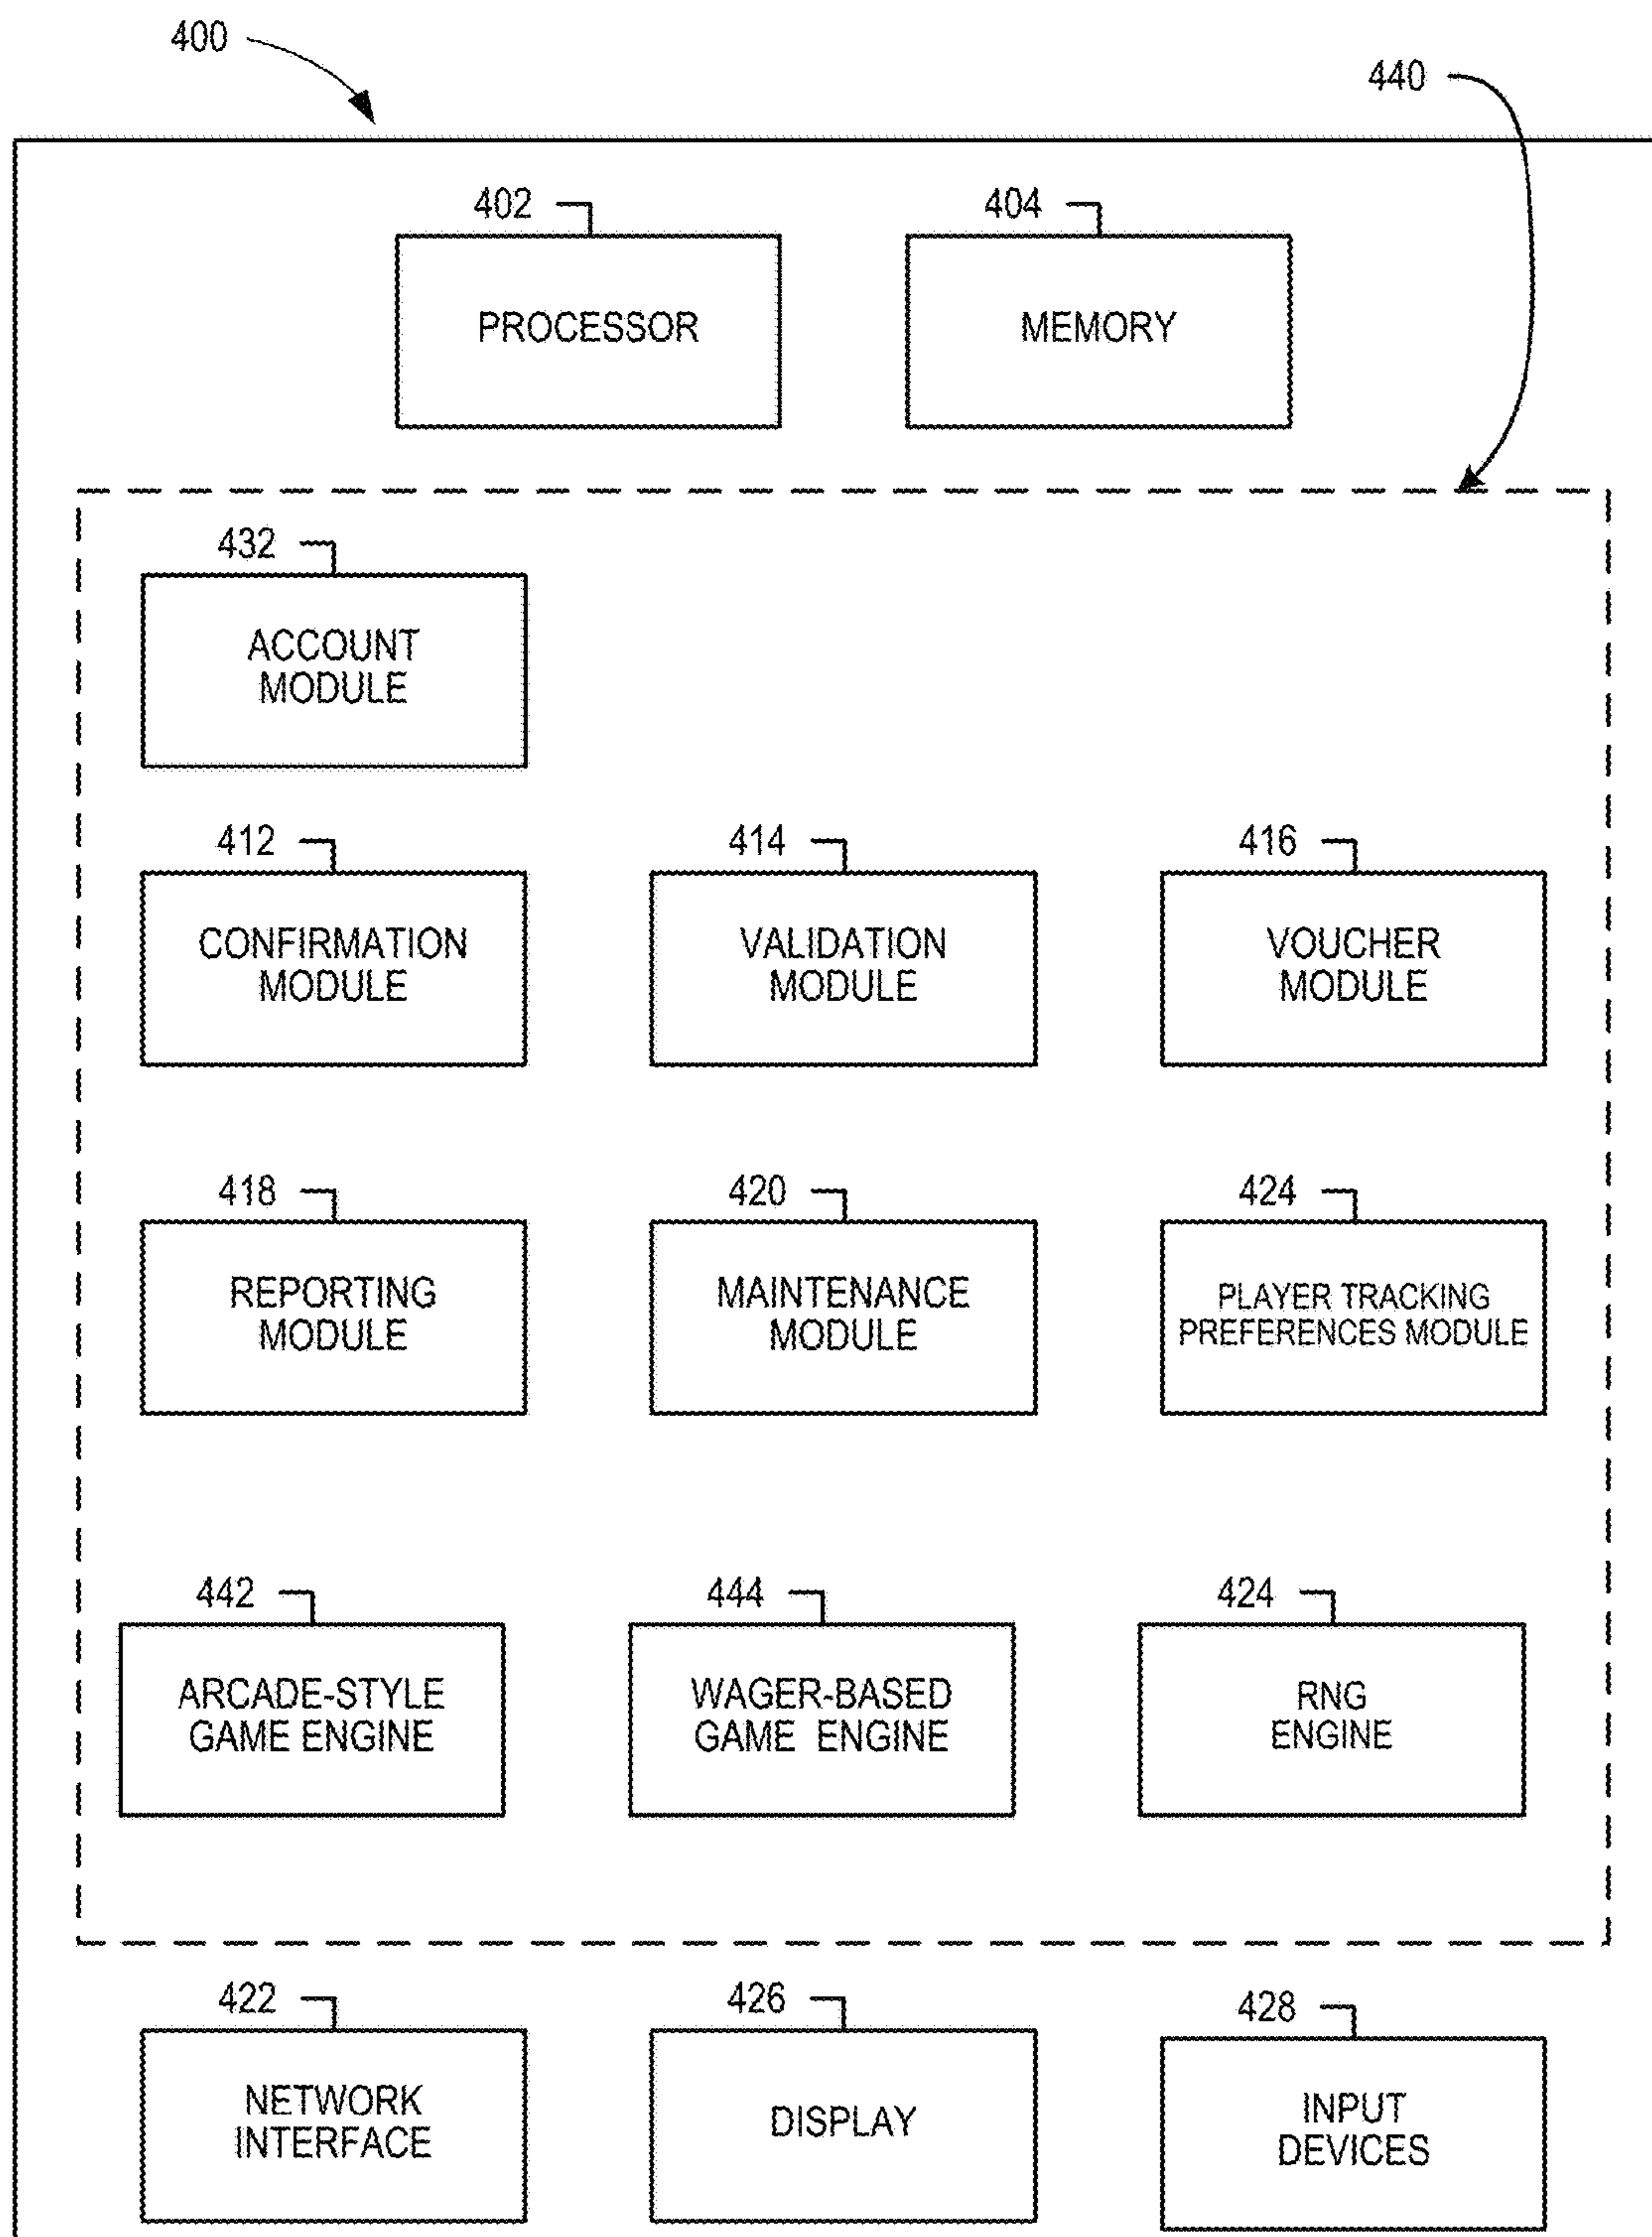 400
440
402
404
PROCESSOR
MEMORY
432
ACCOUNT
MODULE
412
414
416
CONFIRMATION
MODULE
VALIDATION
MODULE
VOUCHER
MODULE
418
420
424
REPORTING
MODULE
MAINTENANCE
MODULE
PLAYER TRACKING
PREFERENCES MODULE
442
444
424
ARCADE-STYLE
GAME ENGINE
WAGER-BASED
GAME ENGINE
RNG
ENGINE
422
426
428
NETWORK
INTERFACE
DISPLAY
INPUT
DEVICES